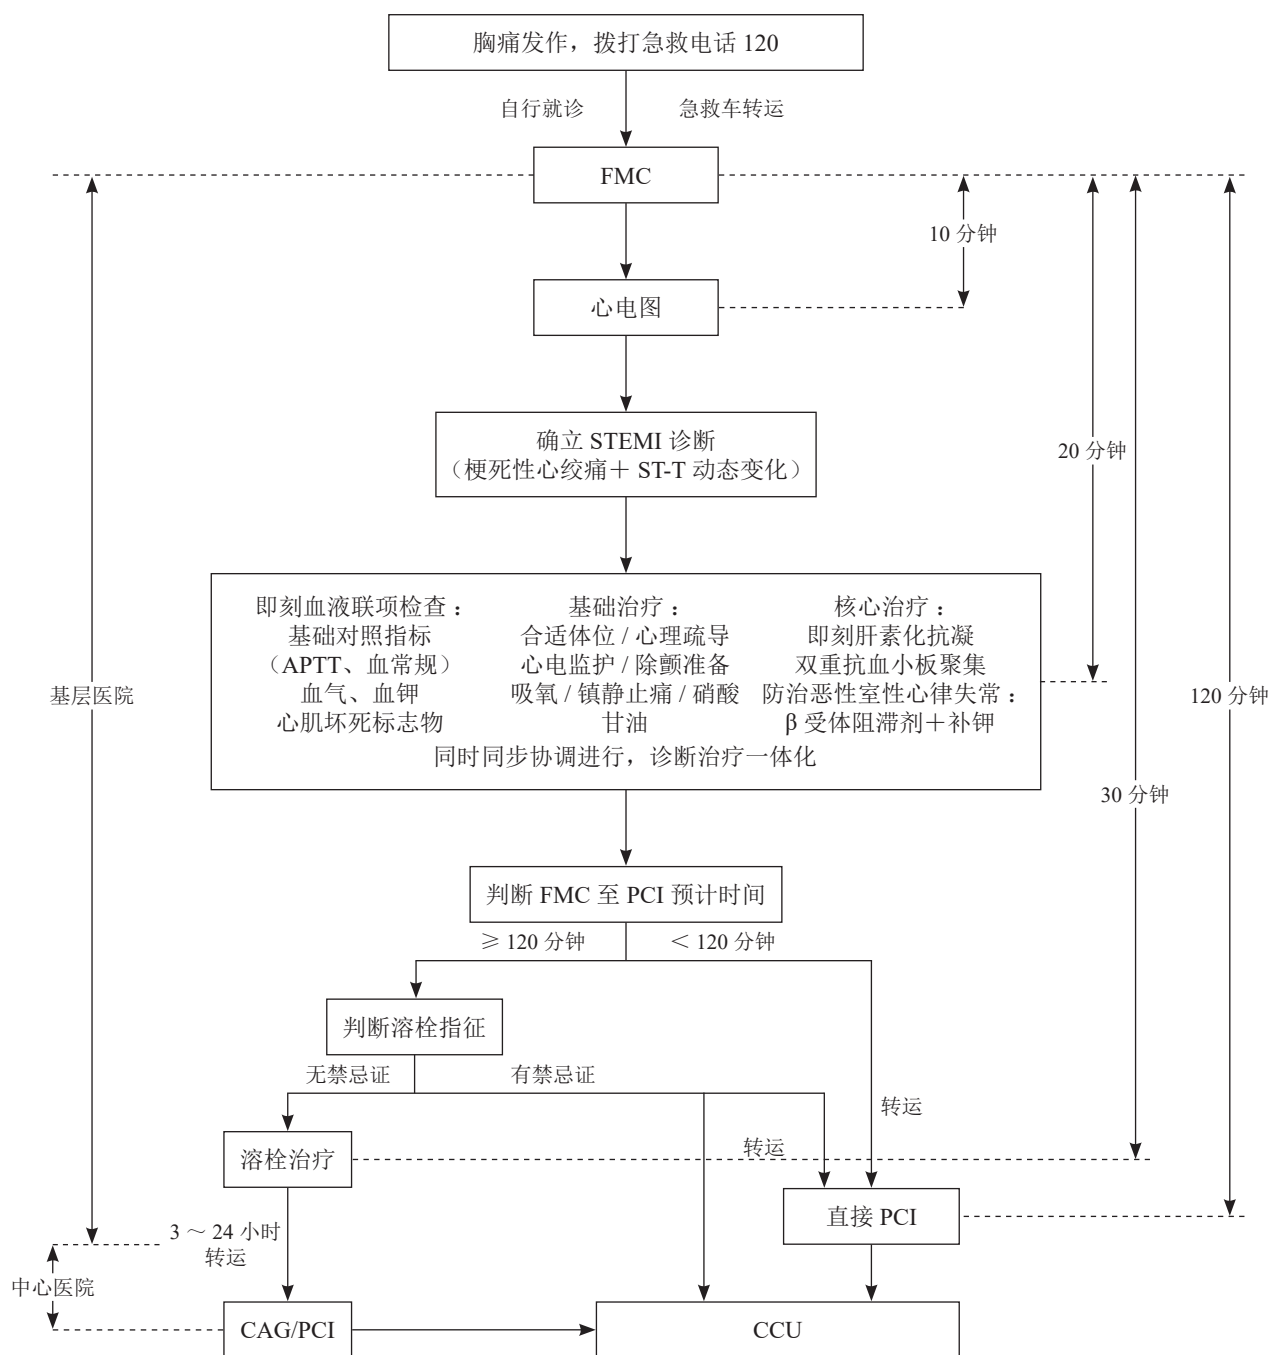 胸痛发作，拨打急救电话 120
自行就诊
急救车转运
FMC
10 分钟
心电图
确立 STEMI 诊断
（梗死性心绞痛＋ ST-T 动态变化）
20 分钟
即刻血液联项检查：
基础对照指标
（APTT、血常规）
血气、血钾
心肌坏死标志物
基础治疗：
合适体位 / 心理疏导
心电监护 / 除颤准备
吸氧 / 镇静止痛 / 硝酸
甘油
核心治疗：
即刻肝素化抗凝
双重抗血小板聚集
防治恶性室性心律失常：
β 受体阻滞剂＋补钾
同时同步协调进行，诊断治疗一体化
基层医院
120 分钟
30 分钟
判断 FMC 至 PCI 预计时间
≥ 120 分钟
＜ 120 分钟
判断溶栓指征
无禁忌证
有禁忌证
转运
溶栓治疗
转运
直接 PCI
3 ～ 24 小时
转运
中心医院
CAG/PCI
CCU